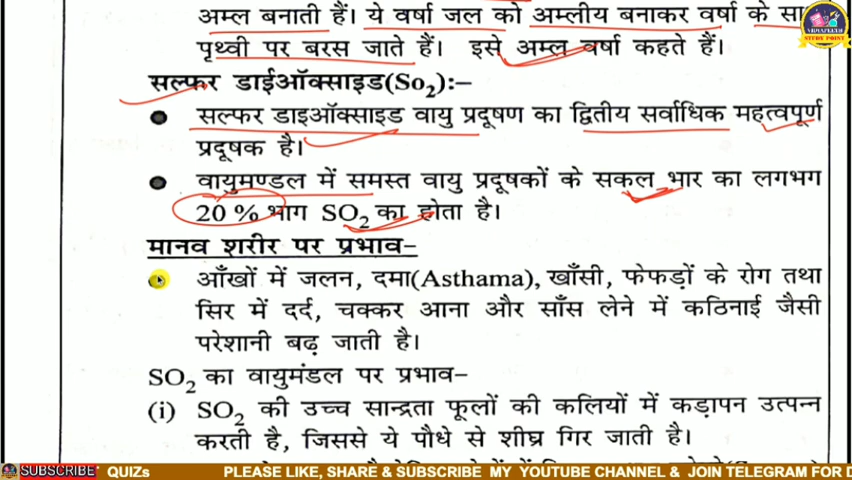 अम्ल बनाती हैं। ये वर्षा जल को अम्लीय बनाकर वर्षा के
पृथ्वी पर बरस जाते हैं। इसे अम्ल वर्षा कहते हैं।
सल्फर डाईऑक्साइड(So₂):–
● सल्फर डाइऑक्साइड वायु प्रदूषण का द्वितीय सर्वाधिक महत्वपूर्ण
प्रदूषक है।
● वायुमण्डल में समस्त वायु प्रदूषकों के सकल भार का लगभग
20 % भाग SO₂ का होता है।
मानव शरीर पर प्रभाव–
● आँखों में जलन, दमा(Asthama), खाँसी, फेफड़ों के रोग तथा
सिर में दर्द, चक्कर आना और साँस लेने में कठिनाई जैसी
परेशानी बढ़ जाती है।
SO₂ का वायुमंडल पर प्रभाव–
(i) SO₂ की उच्च सान्द्रता फूलों की कलियों में कड़ापन उत्पन्न
करती है, जिससे ये पौधे से शीघ्र गिर जाती है।
SUBSCRIBE QUIZs PLEASE LIKE, SHARE & SUBSCRIBE MY YOUTUBE CHANNEL & JOIN TELEGRAM FOR
STUDY POINT